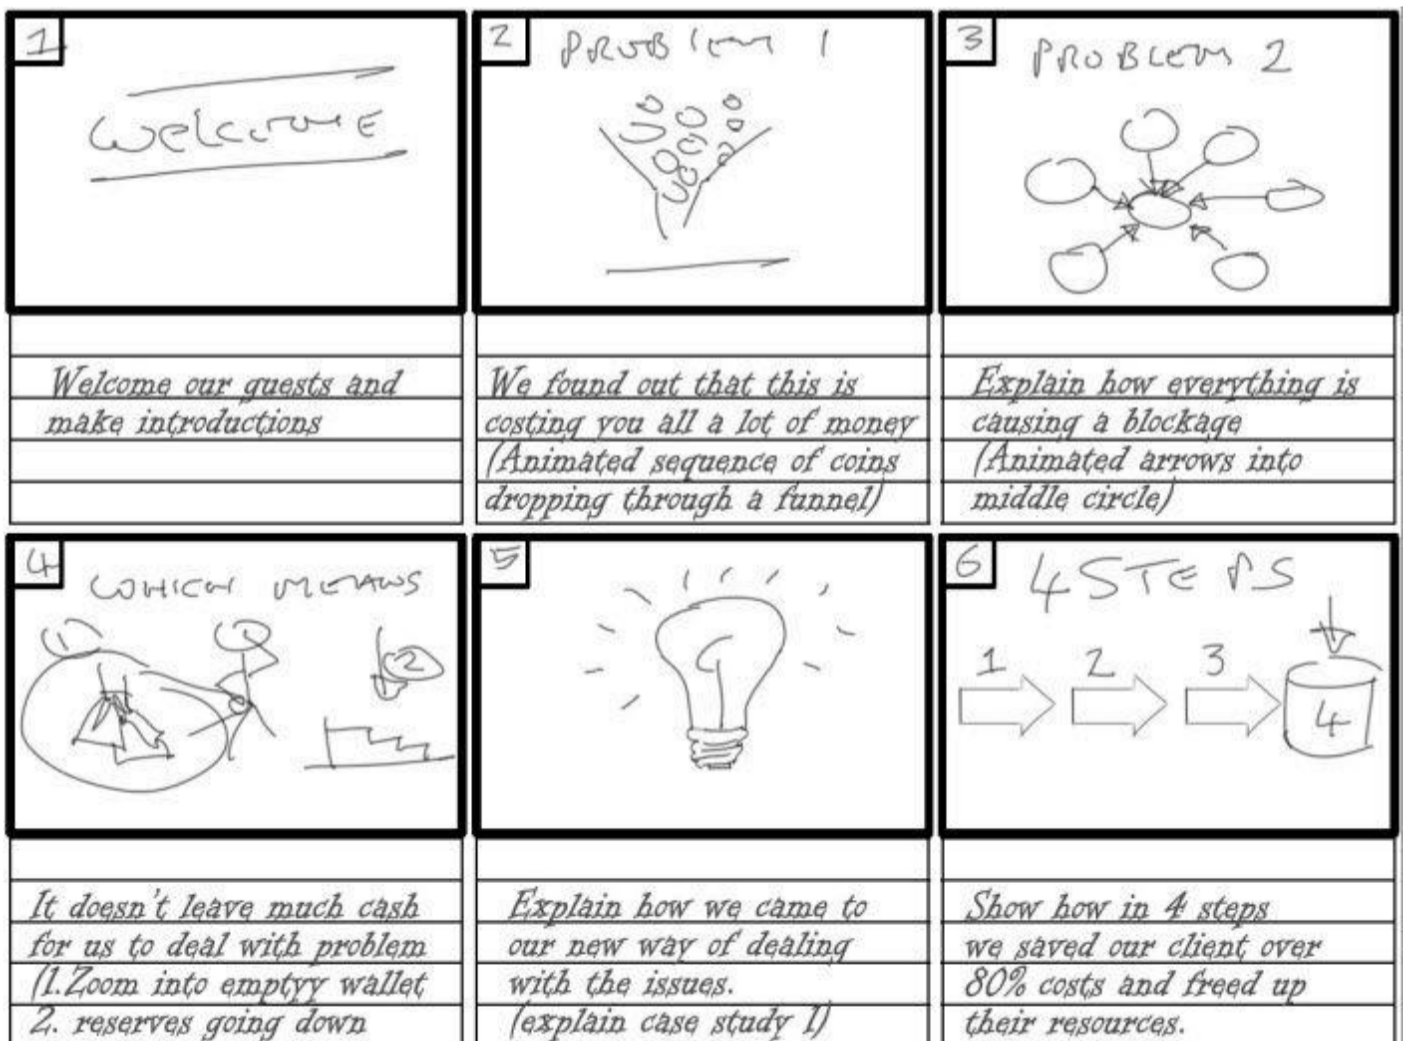 1
Welcome
Welcome our guests and
make introductions
2
PROBLEM 1
We found out that this is
costing you all a lot of money
(Animated sequence of coins
dropping through a funnel)
3
PROBLEM 2
Explain how everything is
causing a blockage
(Animated arrows into
middle circle)
4
WHICH MEANS
1
2
It doesn't leave much cash
for us to deal with problem
(1.Zoom into emptyy wallet
2. reserves going down
5
Explain how we came to
our new way of dealing
with the issues.
(explain case study 1)
6
4 STEPS
1 2 3
4
Show how in 4 steps
we saved our client over
80% costs and freed up
their resources.